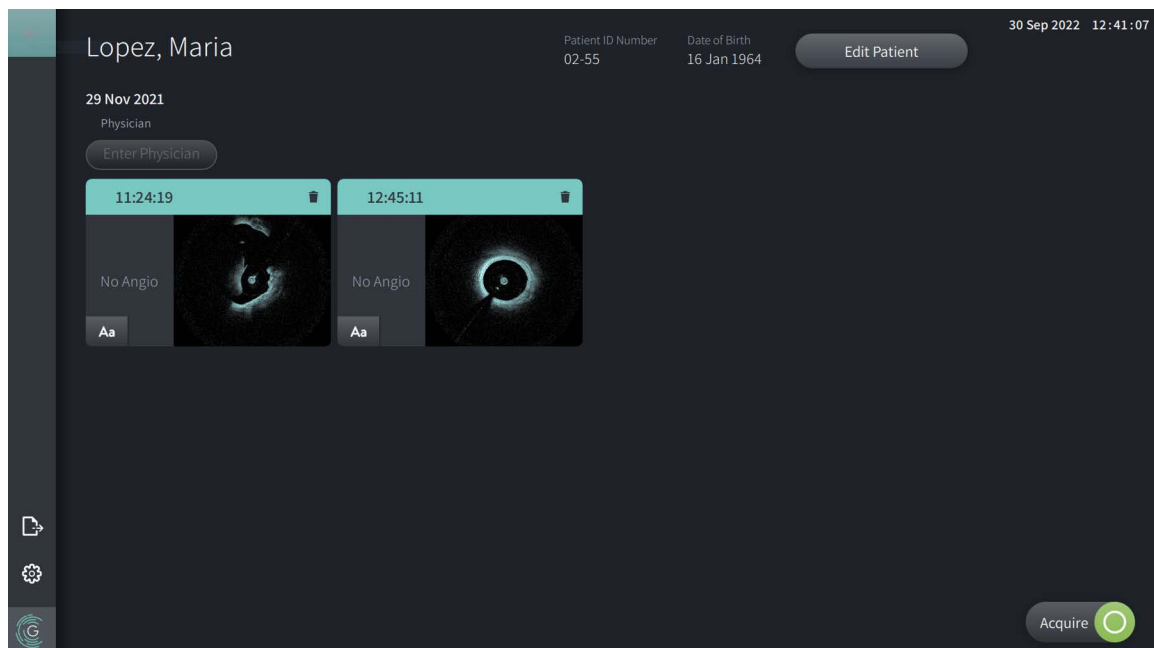 30 Sep 2022 12:41:07
Lopez, Maria
Patient ID Number
02-55
Date of Birth
16 Jan 1964
Edit Patient
29 Nov 2021
Physician
Enter Physician
11:24:19
No Angio
Aa
12:45:11
No Angio
Aa
G
Acquire